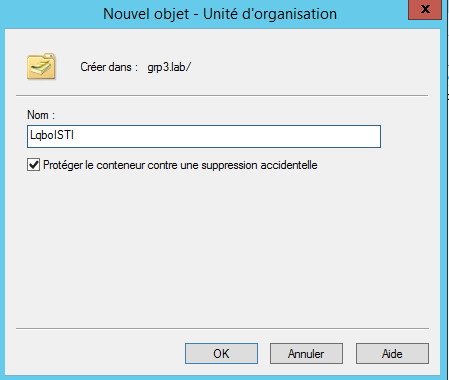 Nouvel objet - Unité d'organisation
x
Créer dans : grp3.lab/
Nom :
LqboISTI
Protéger le conteneur contre une suppression accidentelle
OK Annuler Aide